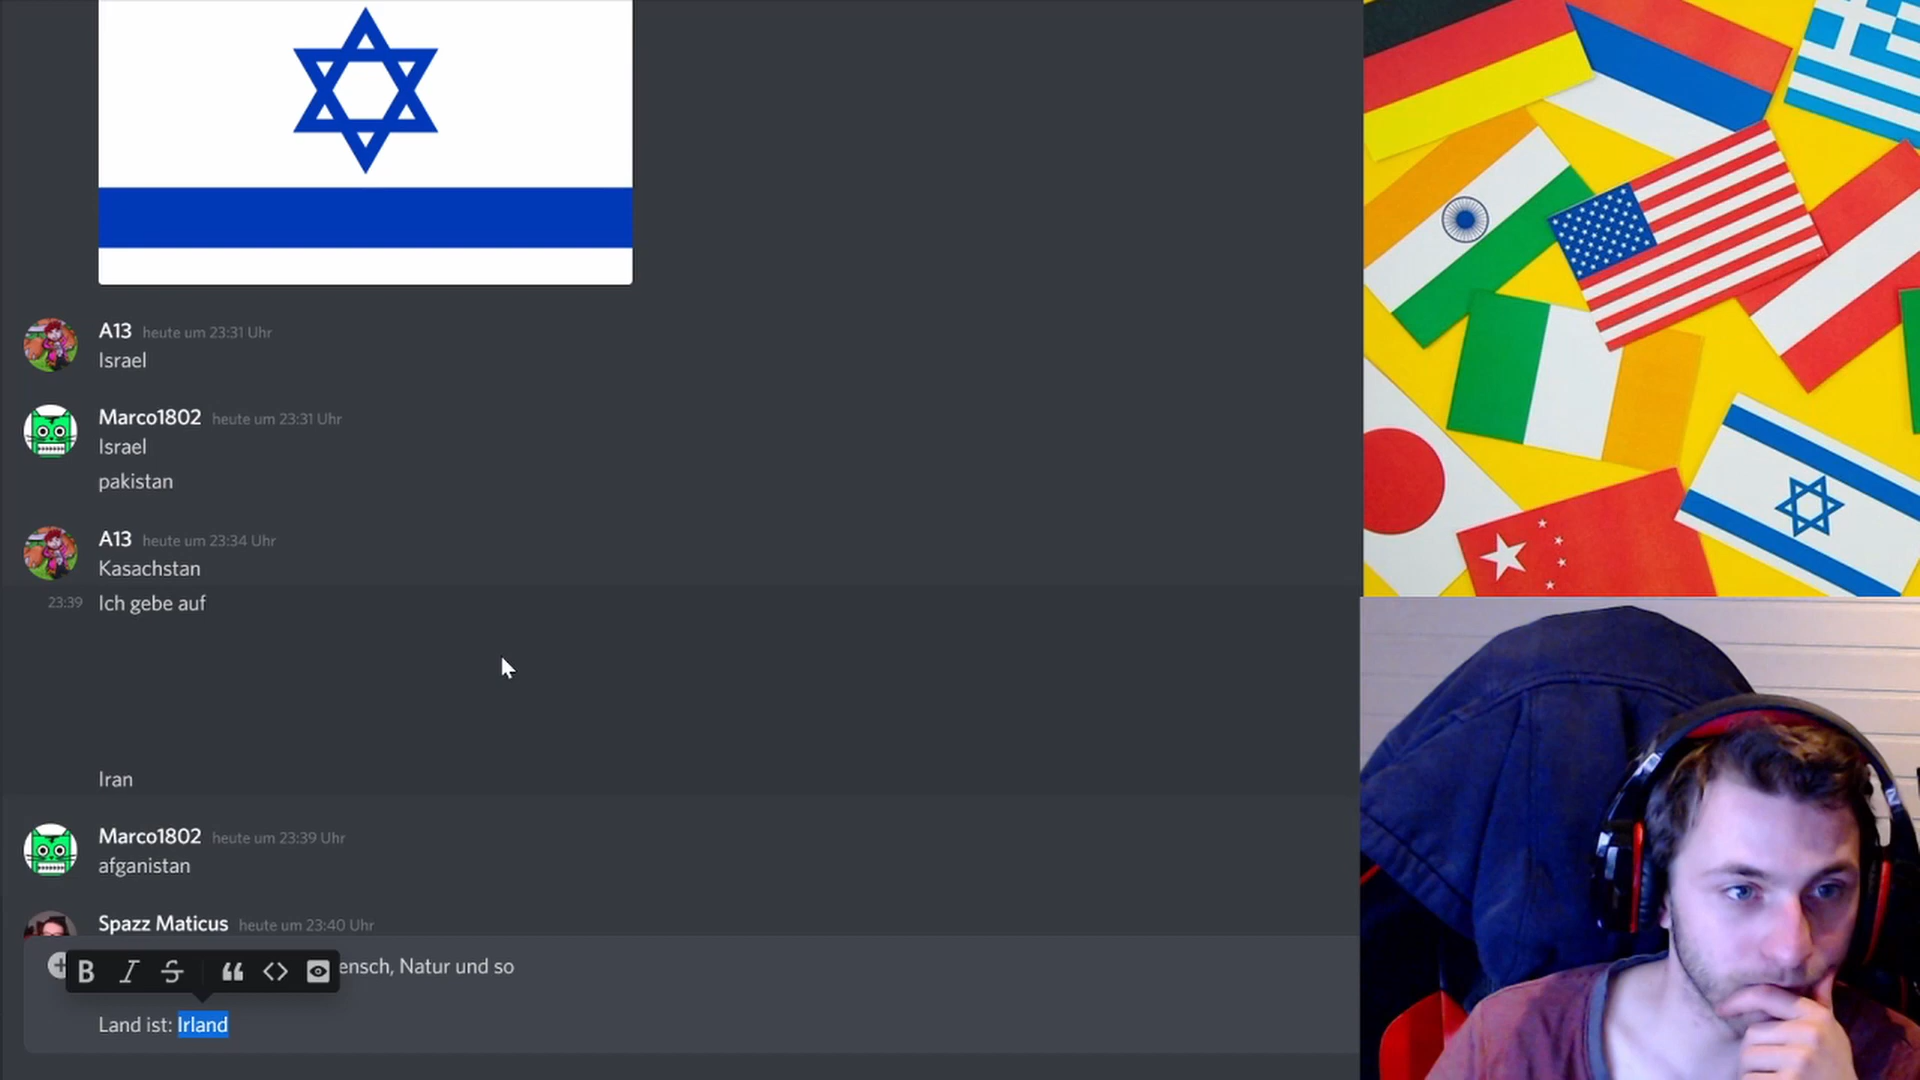 A13 heute um 23:31 Uhr
Israel
Marco1802 heute um 23:31 Uhr
Israel
pakistan
A13 heute um 23:34 Uhr
Kasachstan
23:39 Ich gebe auf
Iran
Marco1802 heute um 23:39 Uhr
afganistan
Spazz Maticus heute um 23:40 Uhr
B I S “ <>
ensch, Natur und so
Land ist: Irland